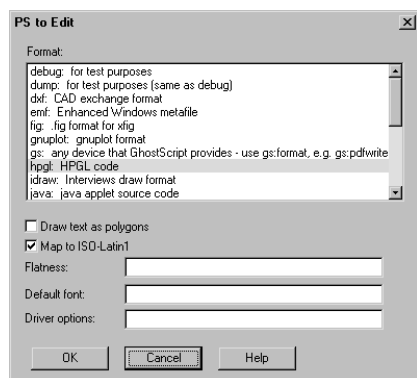 PS to Edit
Format:
debug: for test purposes
dump: for test purposes (same as debug)
dxf: CAD exchange format
emf: Enhanced Windows metafile
fig: .fig format for xfig
gnuplot: gnuplot format
gs: any device that GhostScript provides - use gs:format, e.g. gs:pdfwrite
hpgl: HPGL code
idraw: Interviews draw format
java: java applet source code
Draw text as polygons
Map to ISO-Latin1
Flatness:
Default font:
Driver options:
OK Cancel Help